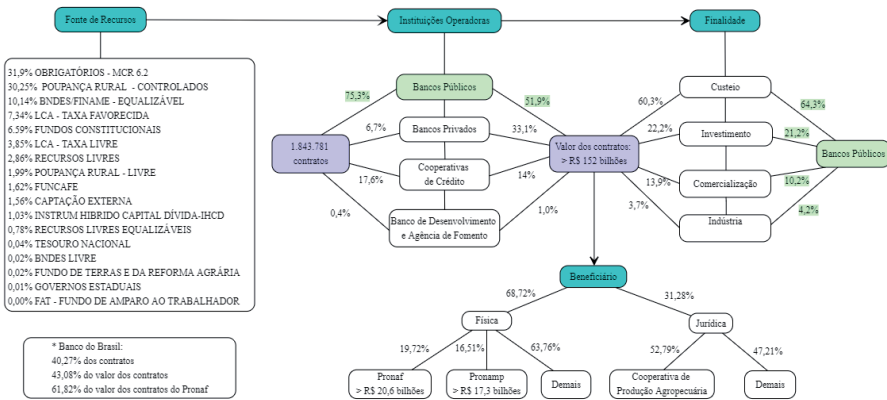 Fonte de Recursos
Instituições Operadoras
Finalidade
31,9% OBRIGATÓRIOS - MCR 6.2
30,25% POUPANÇA RURAL - CONTROLADOS
10,14% BNDES/FINAME - EQUALIZÁVEL
7,34% LCA - TAXA FAVORECIDA
6.59% FUNDOS CONSTITUCIONAIS
3,85% LCA - TAXA LIVRE
2,86% RECURSOS LIVRES
1,99% POUPANÇA RURAL - LIVRE
1,62% FUNCAFE
1,56% CAPTAÇÃO EXTERNA
1,03% INSTRUM HIBRIDO CAPITAL DÍVIDA-IHCD
0,78% RECURSOS LIVRES EQUALIZÁVEIS
0,04% TESOURO NACIONAL
0,02% BNDES LIVRE
0,02% FUNDO DE TERRAS E DA REFORMA AGRÁRIA
0,01% GOVERNOS ESTADUAIS
0,00% FAT - FUNDO DE AMPARO AO TRABALHADOR
* Banco do Brasil:
40,27% dos contratos
43,08% do valor dos contratos
61,82% do valor dos contratos do Pronaf
1.843.781
contratos
75,3%
6,7%
17,6%
0,4%
Bancos Públicos
Bancos Privados
Cooperativas
de Crédito
Banco de Desenvolvimento
e Agência de Fomento
51,9%
33,1%
14%
1,0%
Valor dos contratos:
> R$ 152 bilhões
60,3%
22,2%
13,9%
3,7%
Custeio
Investimento
Comercialização
Indústria
64,3%
21,2%
10,2%
4,2%
Bancos Públicos
Beneficiário
68,72%
31,28%
Física
Jurídica
19,72%
16,51%
63,76%
52,79%
47,21%
Pronaf
> R$ 20,6 bilhões
Pronamp
> R$ 17,3 bilhões
Demais
Cooperativa de
Produção Agropecuária
Demais